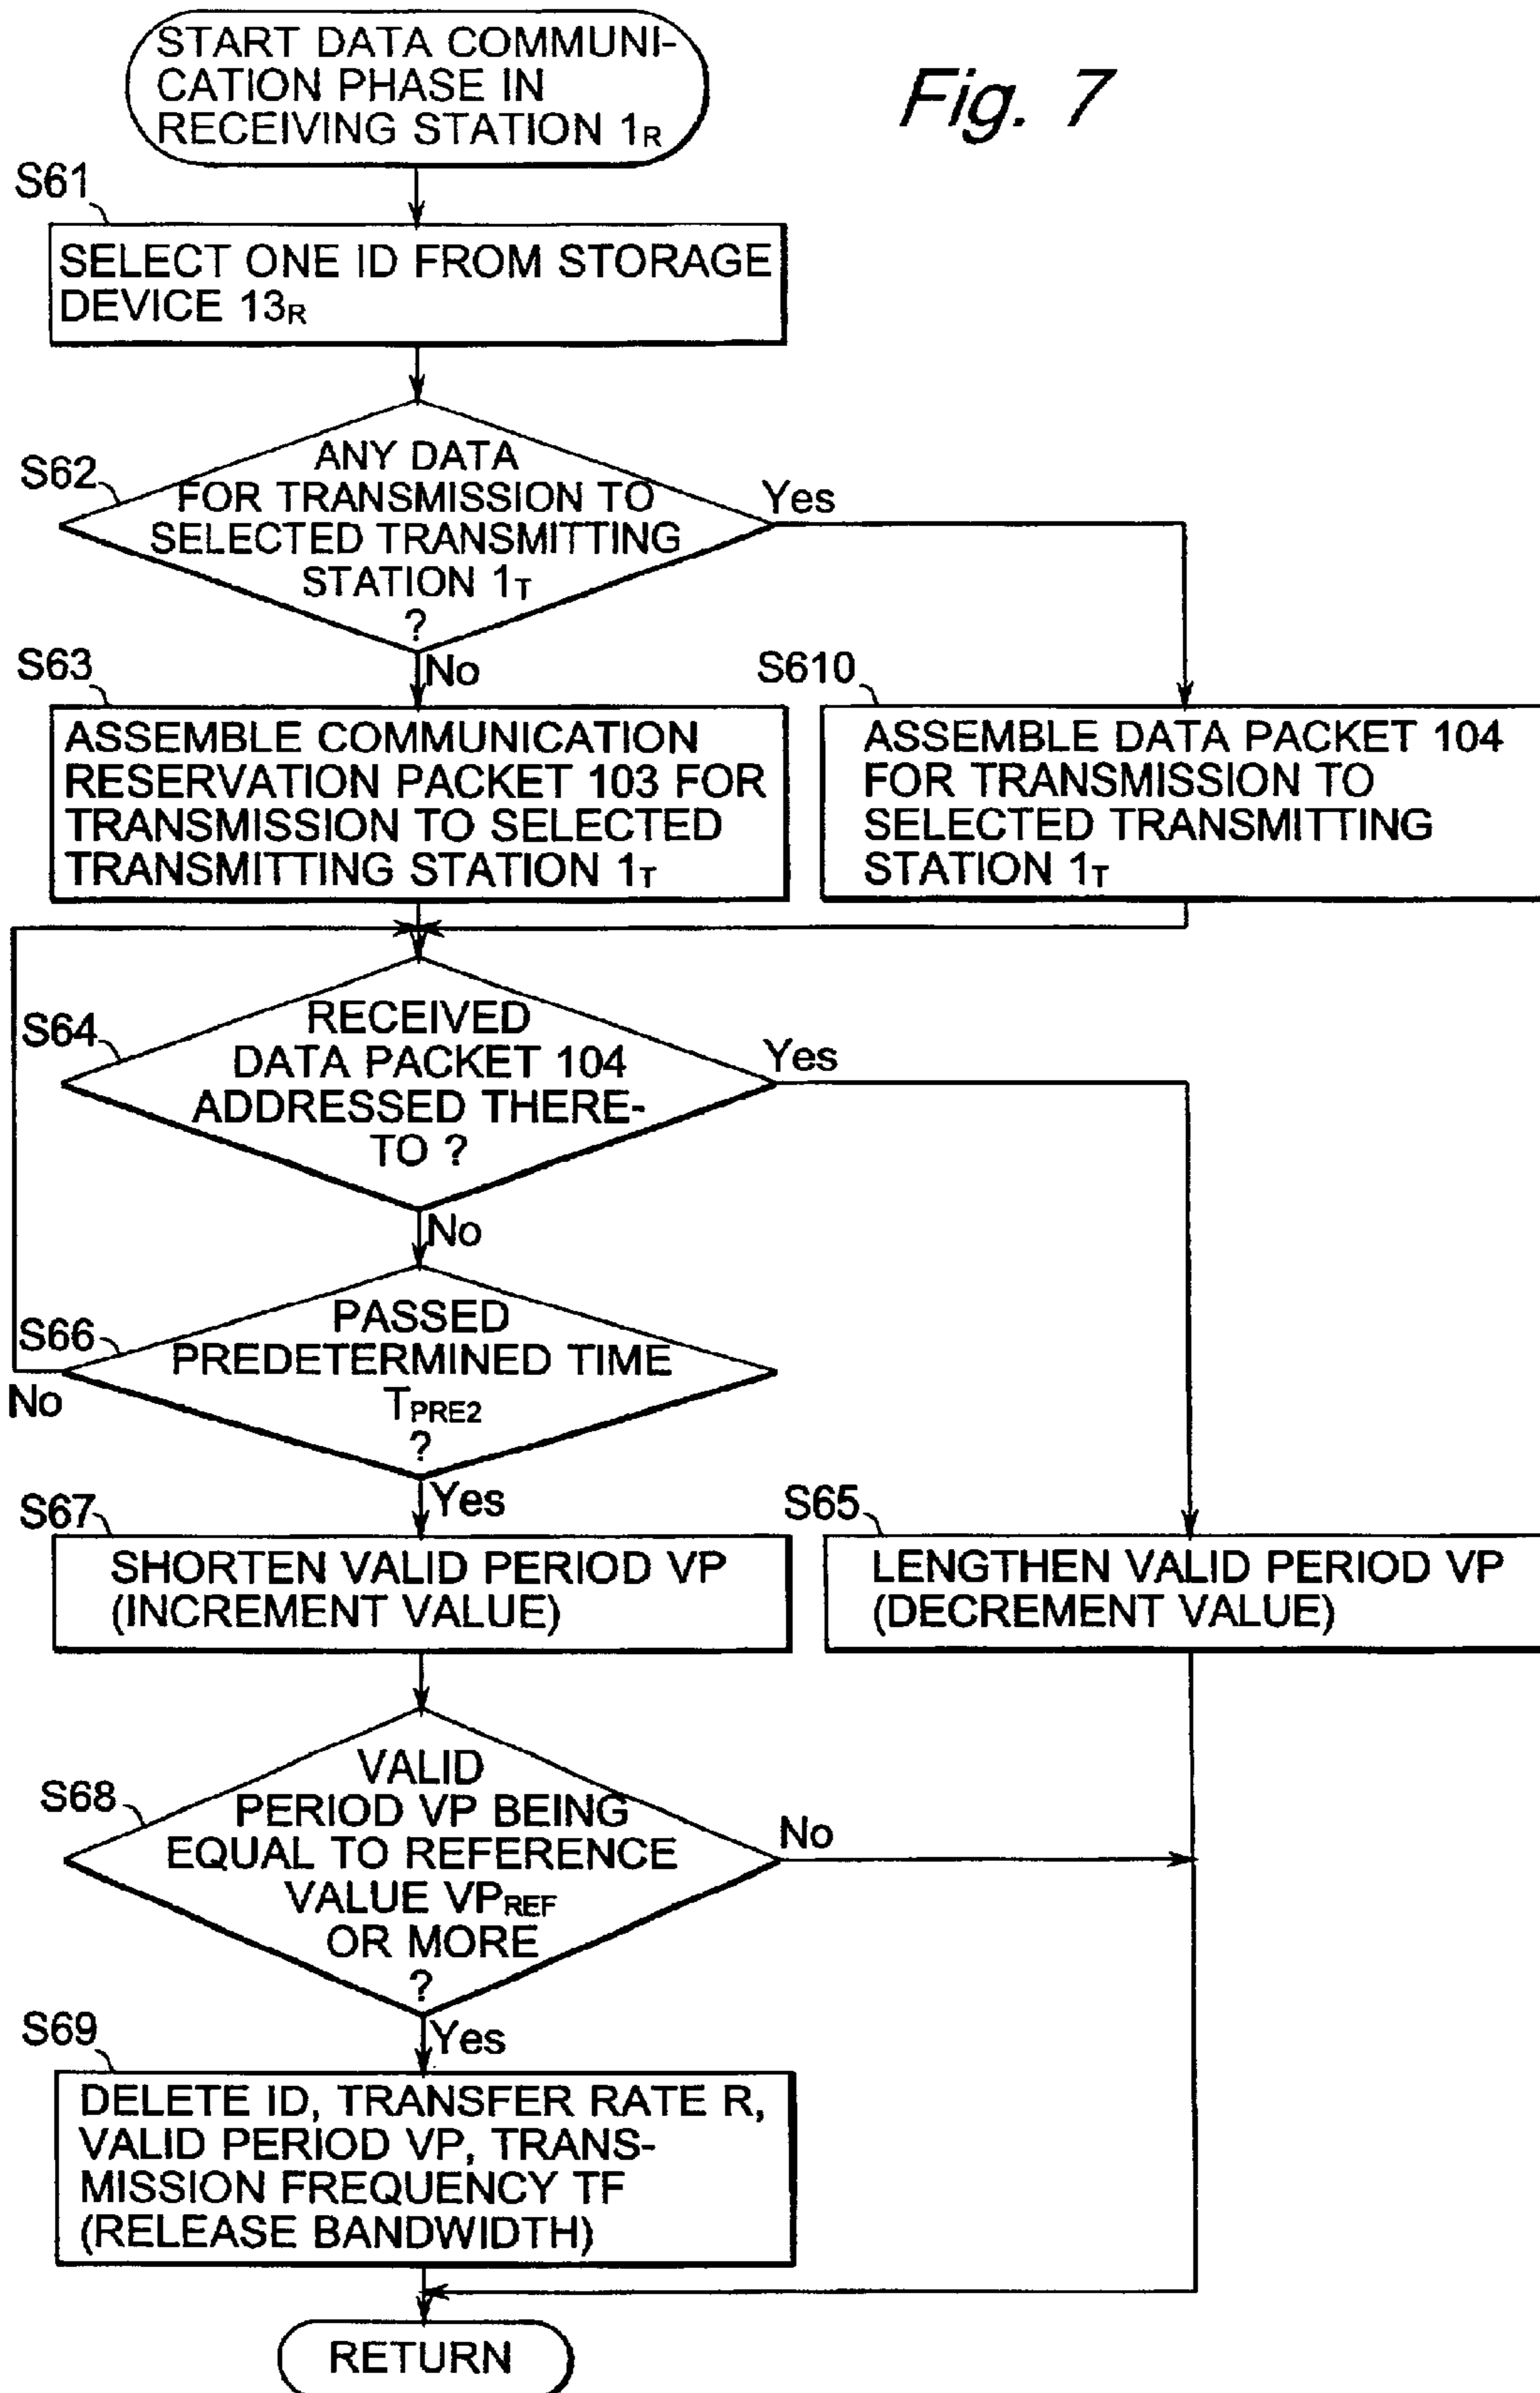 START DATA COMMUNI-
CATION PHASE IN
RECEIVING STATION 1R
Fig. 7
S61
SELECT ONE ID FROM STORAGE
DEVICE 13R
S62
ANY DATA
FOR TRANSMISSION TO
SELECTED TRANSMITTING
STATION 1T
?
Yes
No
S63
ASSEMBLE COMMUNICATION
RESERVATION PACKET 103 FOR
TRANSMISSION TO SELECTED
TRANSMITTING STATION 1T
S610
ASSEMBLE DATA PACKET 104
FOR TRANSMISSION TO
SELECTED TRANSMITTING
STATION 1T
S64
RECEIVED
DATA PACKET 104
ADDRESSED THERE-
TO ?
Yes
No
S66
PASSED
PREDETERMINED TIME
TPRE2
?
No
Yes
S67
SHORTEN VALID PERIOD VP
(INCREMENT VALUE)
S65
LENGTHEN VALID PERIOD VP
(DECREMENT VALUE)
S68
VALID
PERIOD VP BEING
EQUAL TO REFERENCE
VALUE VPREF
OR MORE
?
No
Yes
S69
DELETE ID, TRANSFER RATE R,
VALID PERIOD VP, TRANS-
MISSION FREQUENCY TF
(RELEASE BANDWIDTH)
RETURN